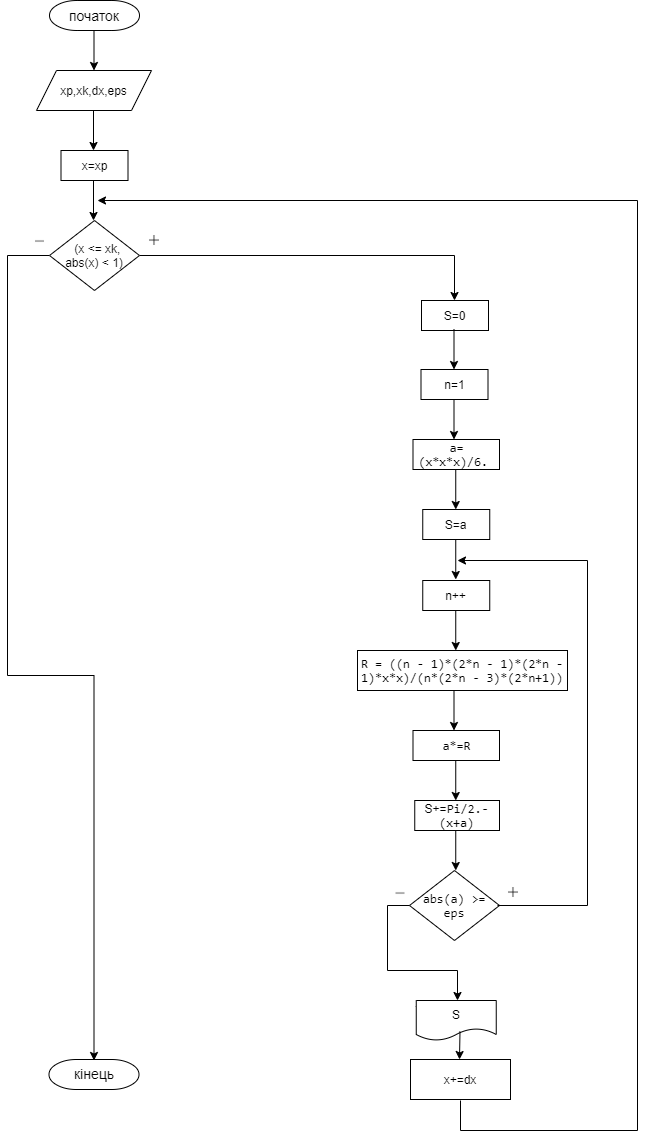 початок
xp,xk,dx,eps
x=xp
(x <= xk,
abs(x) < 1)
−
+
S=0
n=1
a=
(x*x*x)/6.
S=a
n++
R = ((n - 1)*(2*n - 1)*(2*n -
1)*x*x)/(n*(2*n - 3)*(2*n+1))
a*=R
S+=Pi/2.-
(x+a)
−
+
abs(a) >=
eps
S
x+=dx
кінець